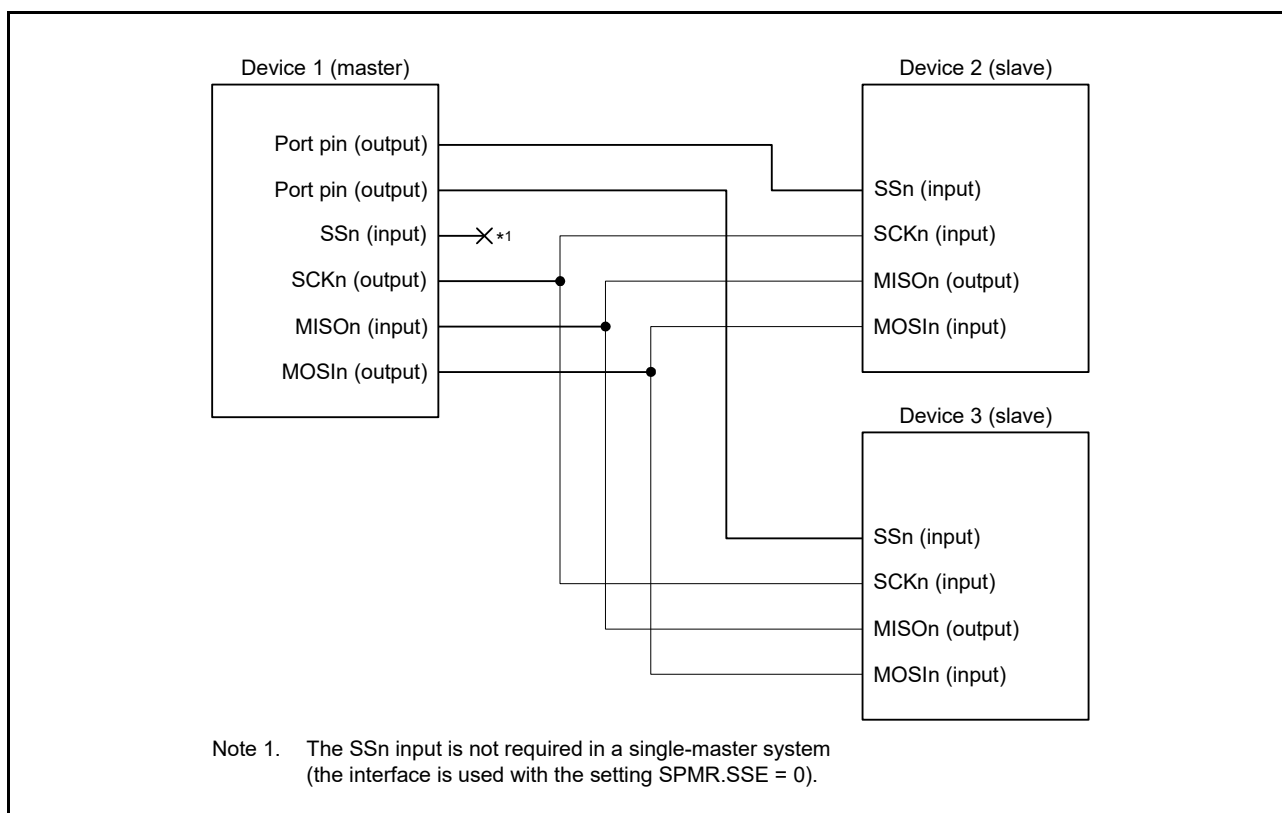 Device 1 (master)
Port pin (output)
Port pin (output)
SSn (input)
*1
SCKn (output)
MISOn (input)
MOSIn (output)
Device 2 (slave)
SSn (input)
SCKn (input)
MISOn (output)
MOSIn (input)
Device 3 (slave)
SSn (input)
SCKn (input)
MISOn (output)
MOSIn (input)
Note 1. The SSn input is not required in a single-master system
(the interface is used with the setting SPMR.SSE = 0).